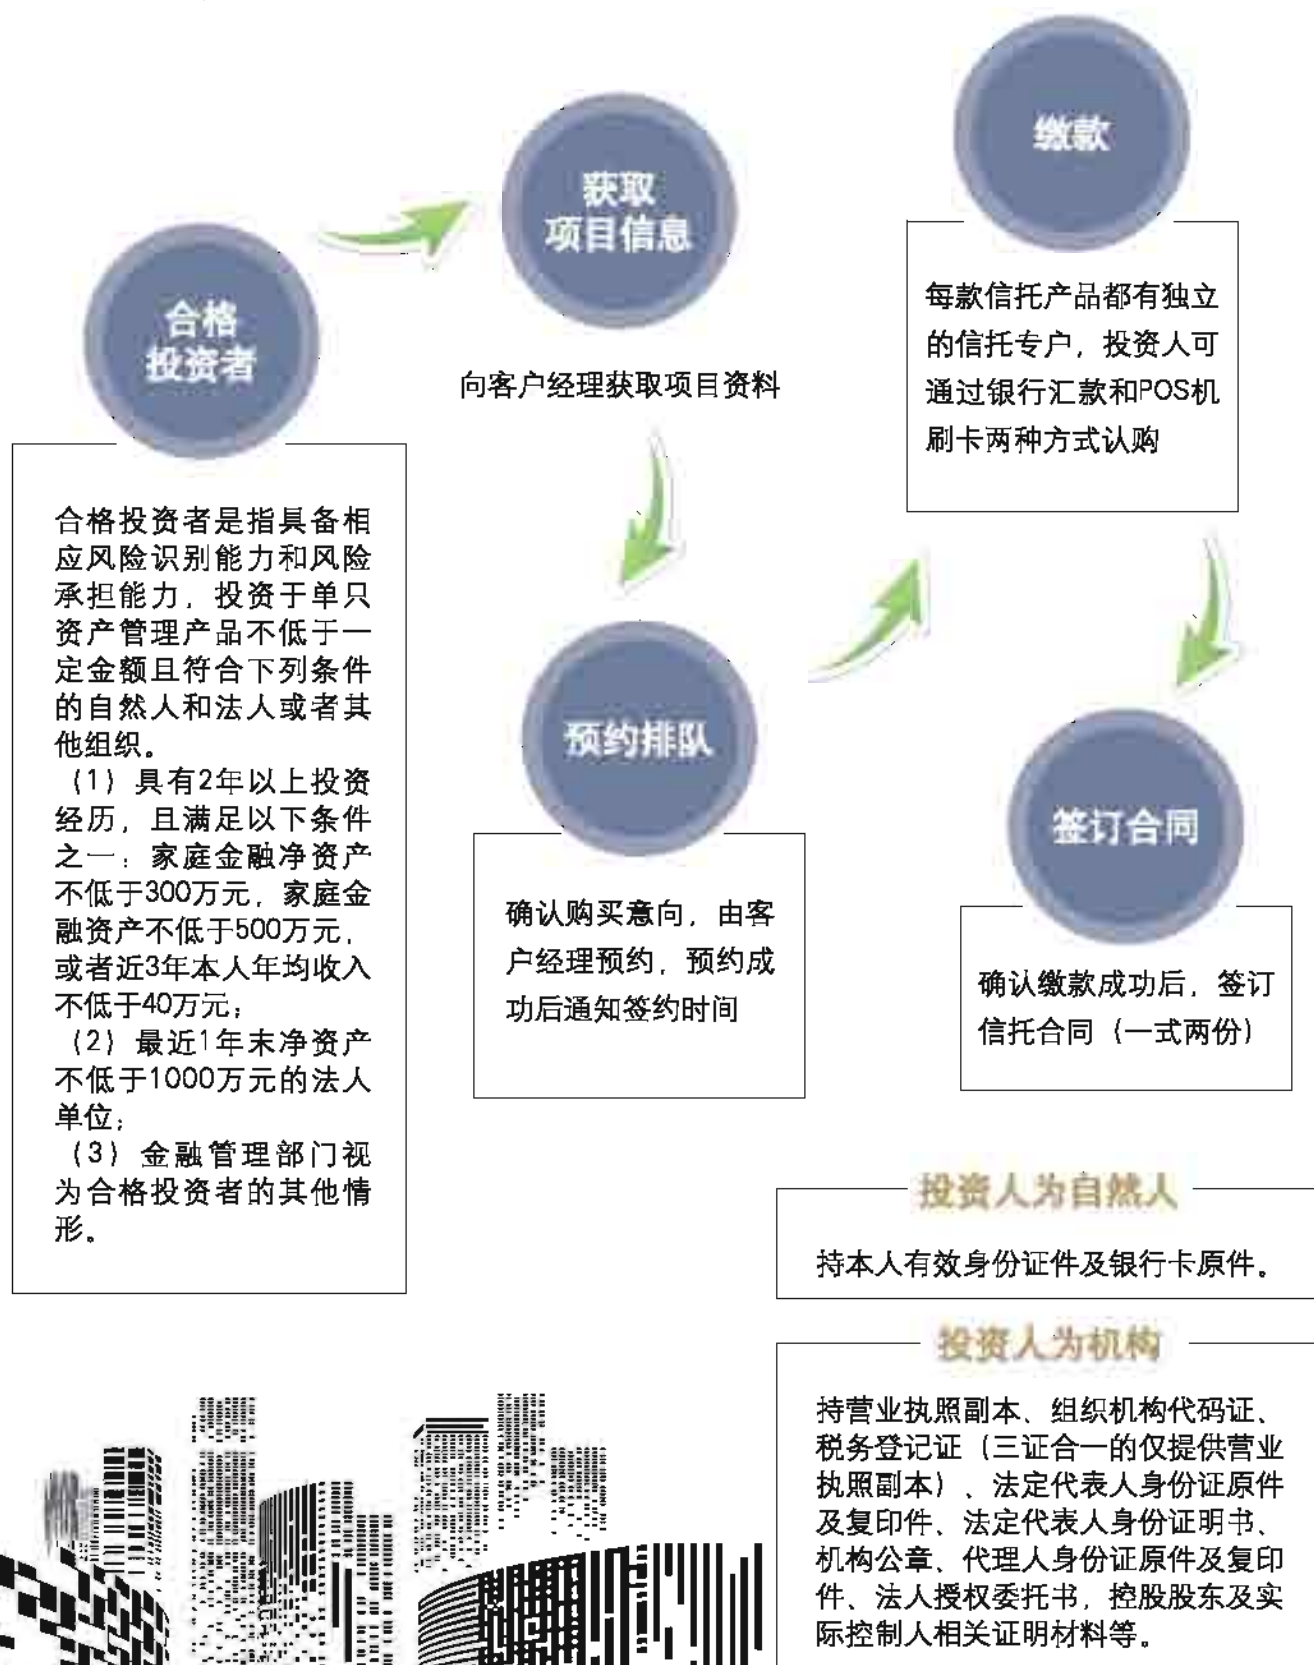 合格
投资者
合格投资者是指具备相
应风险识别能力和风险
承担能力，投资于单只
资产管理产品不低于一
定金额且符合下列条件
的自然人和法人或者其
他组织。
（1）具有2年以上投资
经历，且满足以下条件
之一：家庭金融净资产
不低于300万元，家庭金
融资产不低于500万元，
或者近3年本人年均收入
不低于40万元；
（2）最近1年末净资产
不低于1000万元的法人
单位；
（3）金融管理部门视
为合格投资者的其他情
形。
获取
项目信息
向客户经理获取项目资料
预约排队
确认购买意向，由客
户经理预约，预约成
功后通知签约时间
缴款
每款信托产品都有独立
的信托专户，投资人可
通过银行汇款和POS机
刷卡两种方式认购
签订合同
确认缴款成功后，签订
信托合同（一式两份）
投资人为自然人
持本人有效身份证件及银行卡原件。
投资人为机构
持营业执照副本、组织机构代码证、
税务登记证（三证合一的仅提供营业
执照副本）、法定代表人身份证原件
及复印件、法定代表人身份证明书、
机构公章、代理人身份证原件及复印
件、法人授权委托书，控股股东及实
际控制人相关证明材料等。